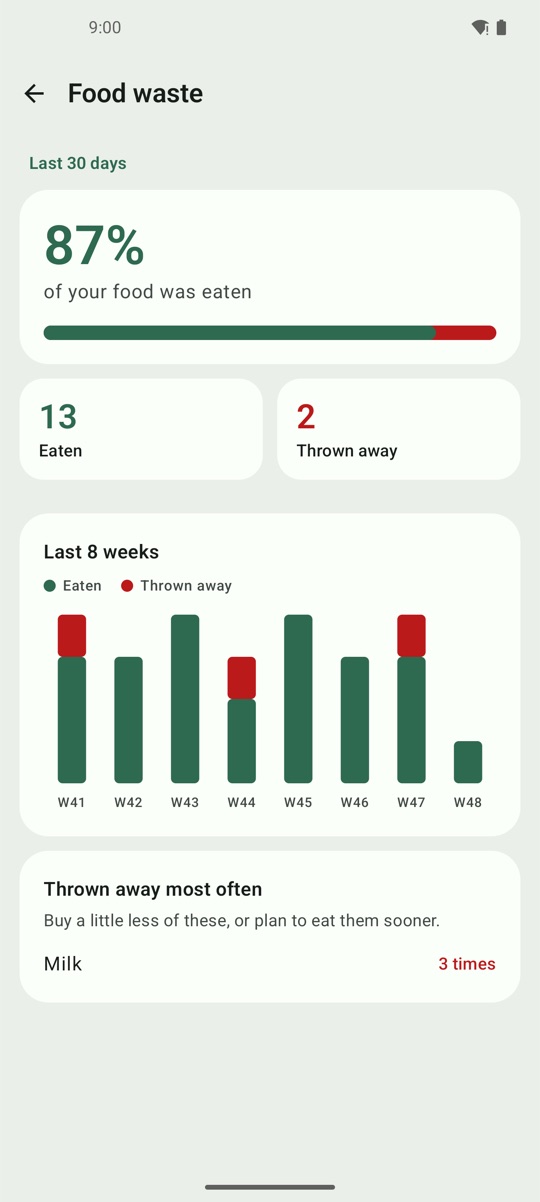 9:00
Food waste
Last 30 days
87%
of your food was eaten
13
Eaten
2
Thrown away
Last 8 weeks
Eaten
Thrown away
W41 W42 W43 W44 W45 W46 W47 W48
Thrown away most often
Buy a little less of these, or plan to eat them sooner.
Milk 3 times